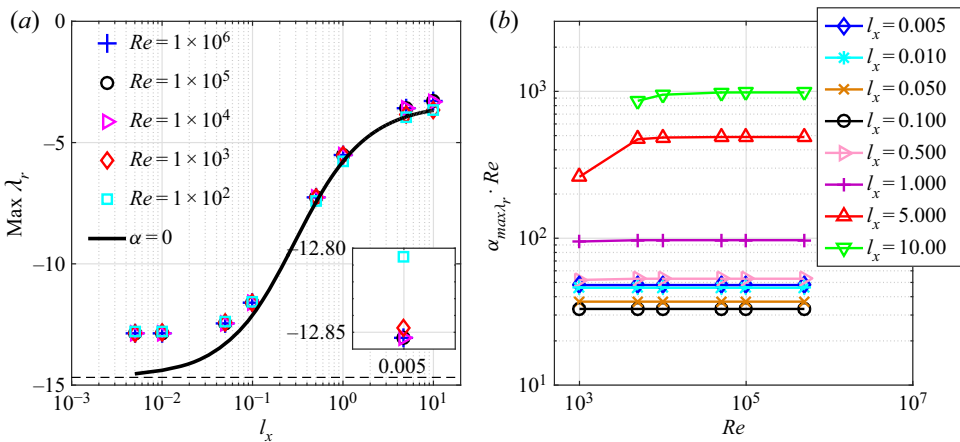 (a)
Max λ_r
0
−5
−10
−15
Re = 1 × 10^6
Re = 1 × 10^5
Re = 1 × 10^4
Re = 1 × 10^3
Re = 1 × 10^2
α = 0
−12.80
−12.85
0.005
10^−3 10^−2 10^−1 10^0 10^1
l_x
(b)
α_maxλ_r · Re
10^3
10^2
10^1
l_x = 0.005
l_x = 0.010
l_x = 0.050
l_x = 0.100
l_x = 0.500
l_x = 1.000
l_x = 5.000
l_x = 10.00
10^3 10^5 10^7
Re